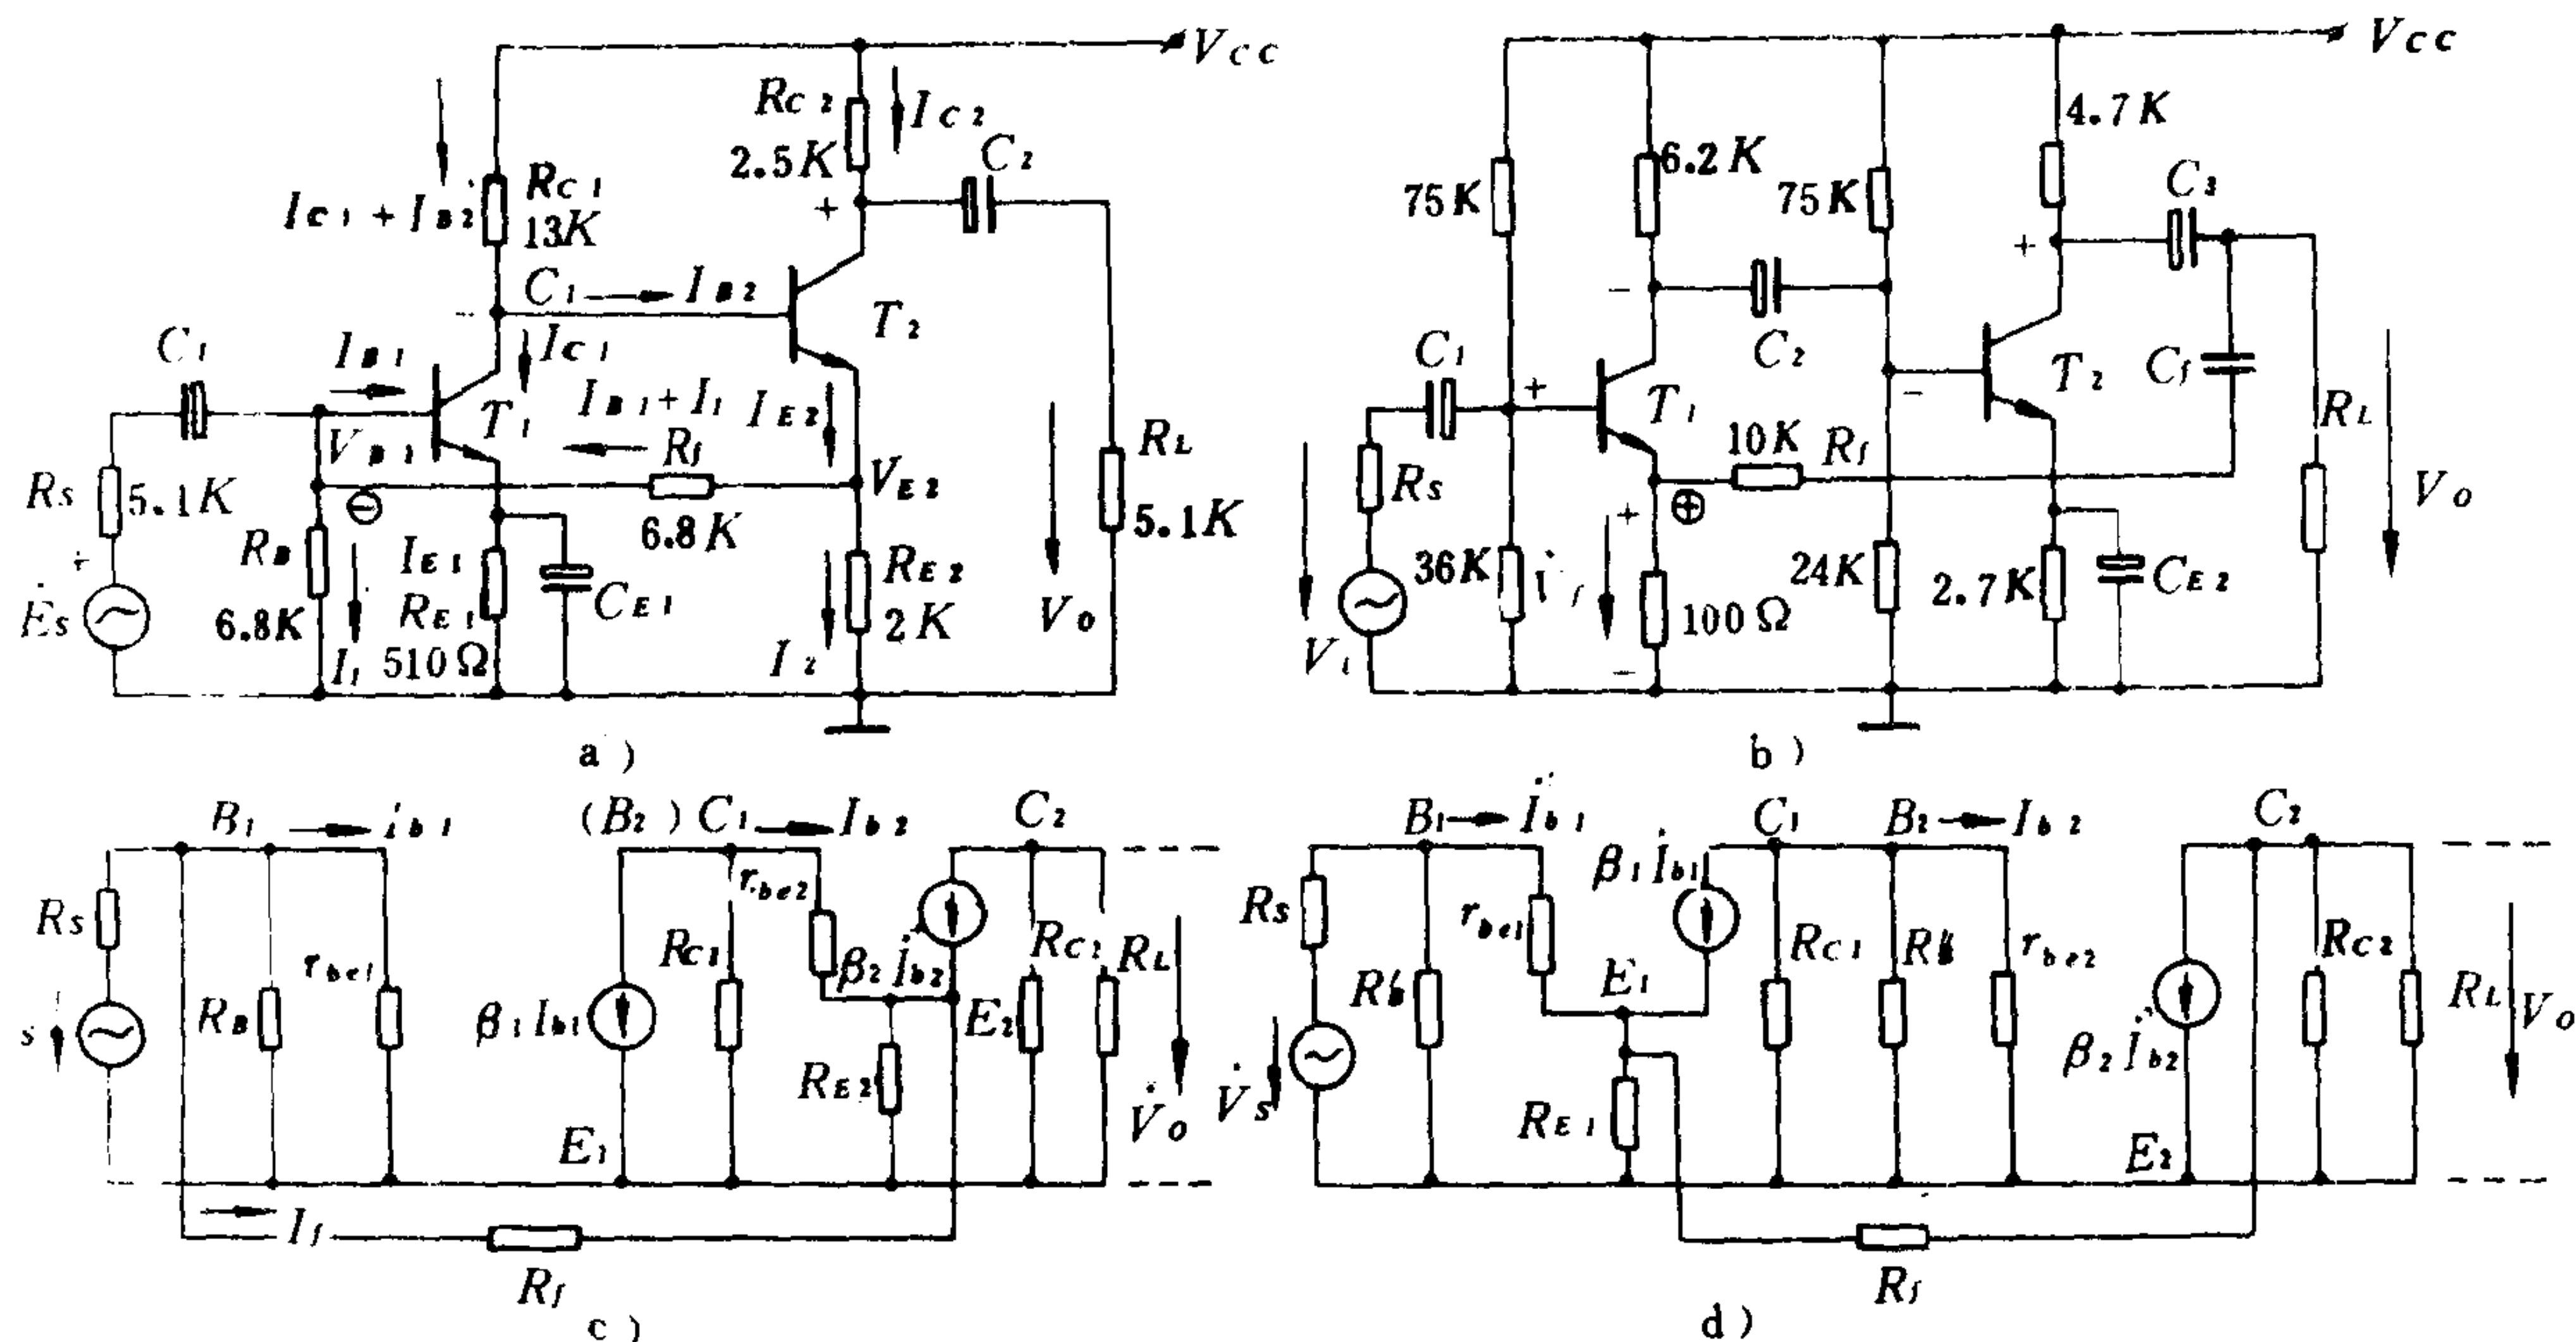 Vcc
RC2
2.5K
IC2
C2
IC1 + IB2
RC1
13K
C1
IB2
T2
C1
IB1
IC1
T1
IB1 + I1
IE2
VB1
Rf
VE2
RL
5.1K
Rs
5.1K
+
Ės
RB
6.8K
⊖
6.8K
IE1
RE1
510Ω
CE1
I1
I2
RE2
2K
Vo
a )
Vcc
4.7K
6.2K
75K
75K
+
−
C2
C1
+
T1
T2
−
Cf
RL
10K
Rf
Rs
+
⊕
Vo
36K
24K
2.7K
CE2
100Ω
Vi
−
b )
B1
ib1
(B2) C1
Ib2
C2
Rs
rbe1
RB
β1 Ib1
RC1
rbe2
β2 İb2
E2
RL
RE2
E1
V̇o
If
Rf
c )
B1
İb1
β1 İb1
C1
B2
Ib2
C2
Rs
rbe1
E1
RC1
rbe2
RC2
RL
Vo
β2 İb2
V̇s
RE1
E2
Rf
d )